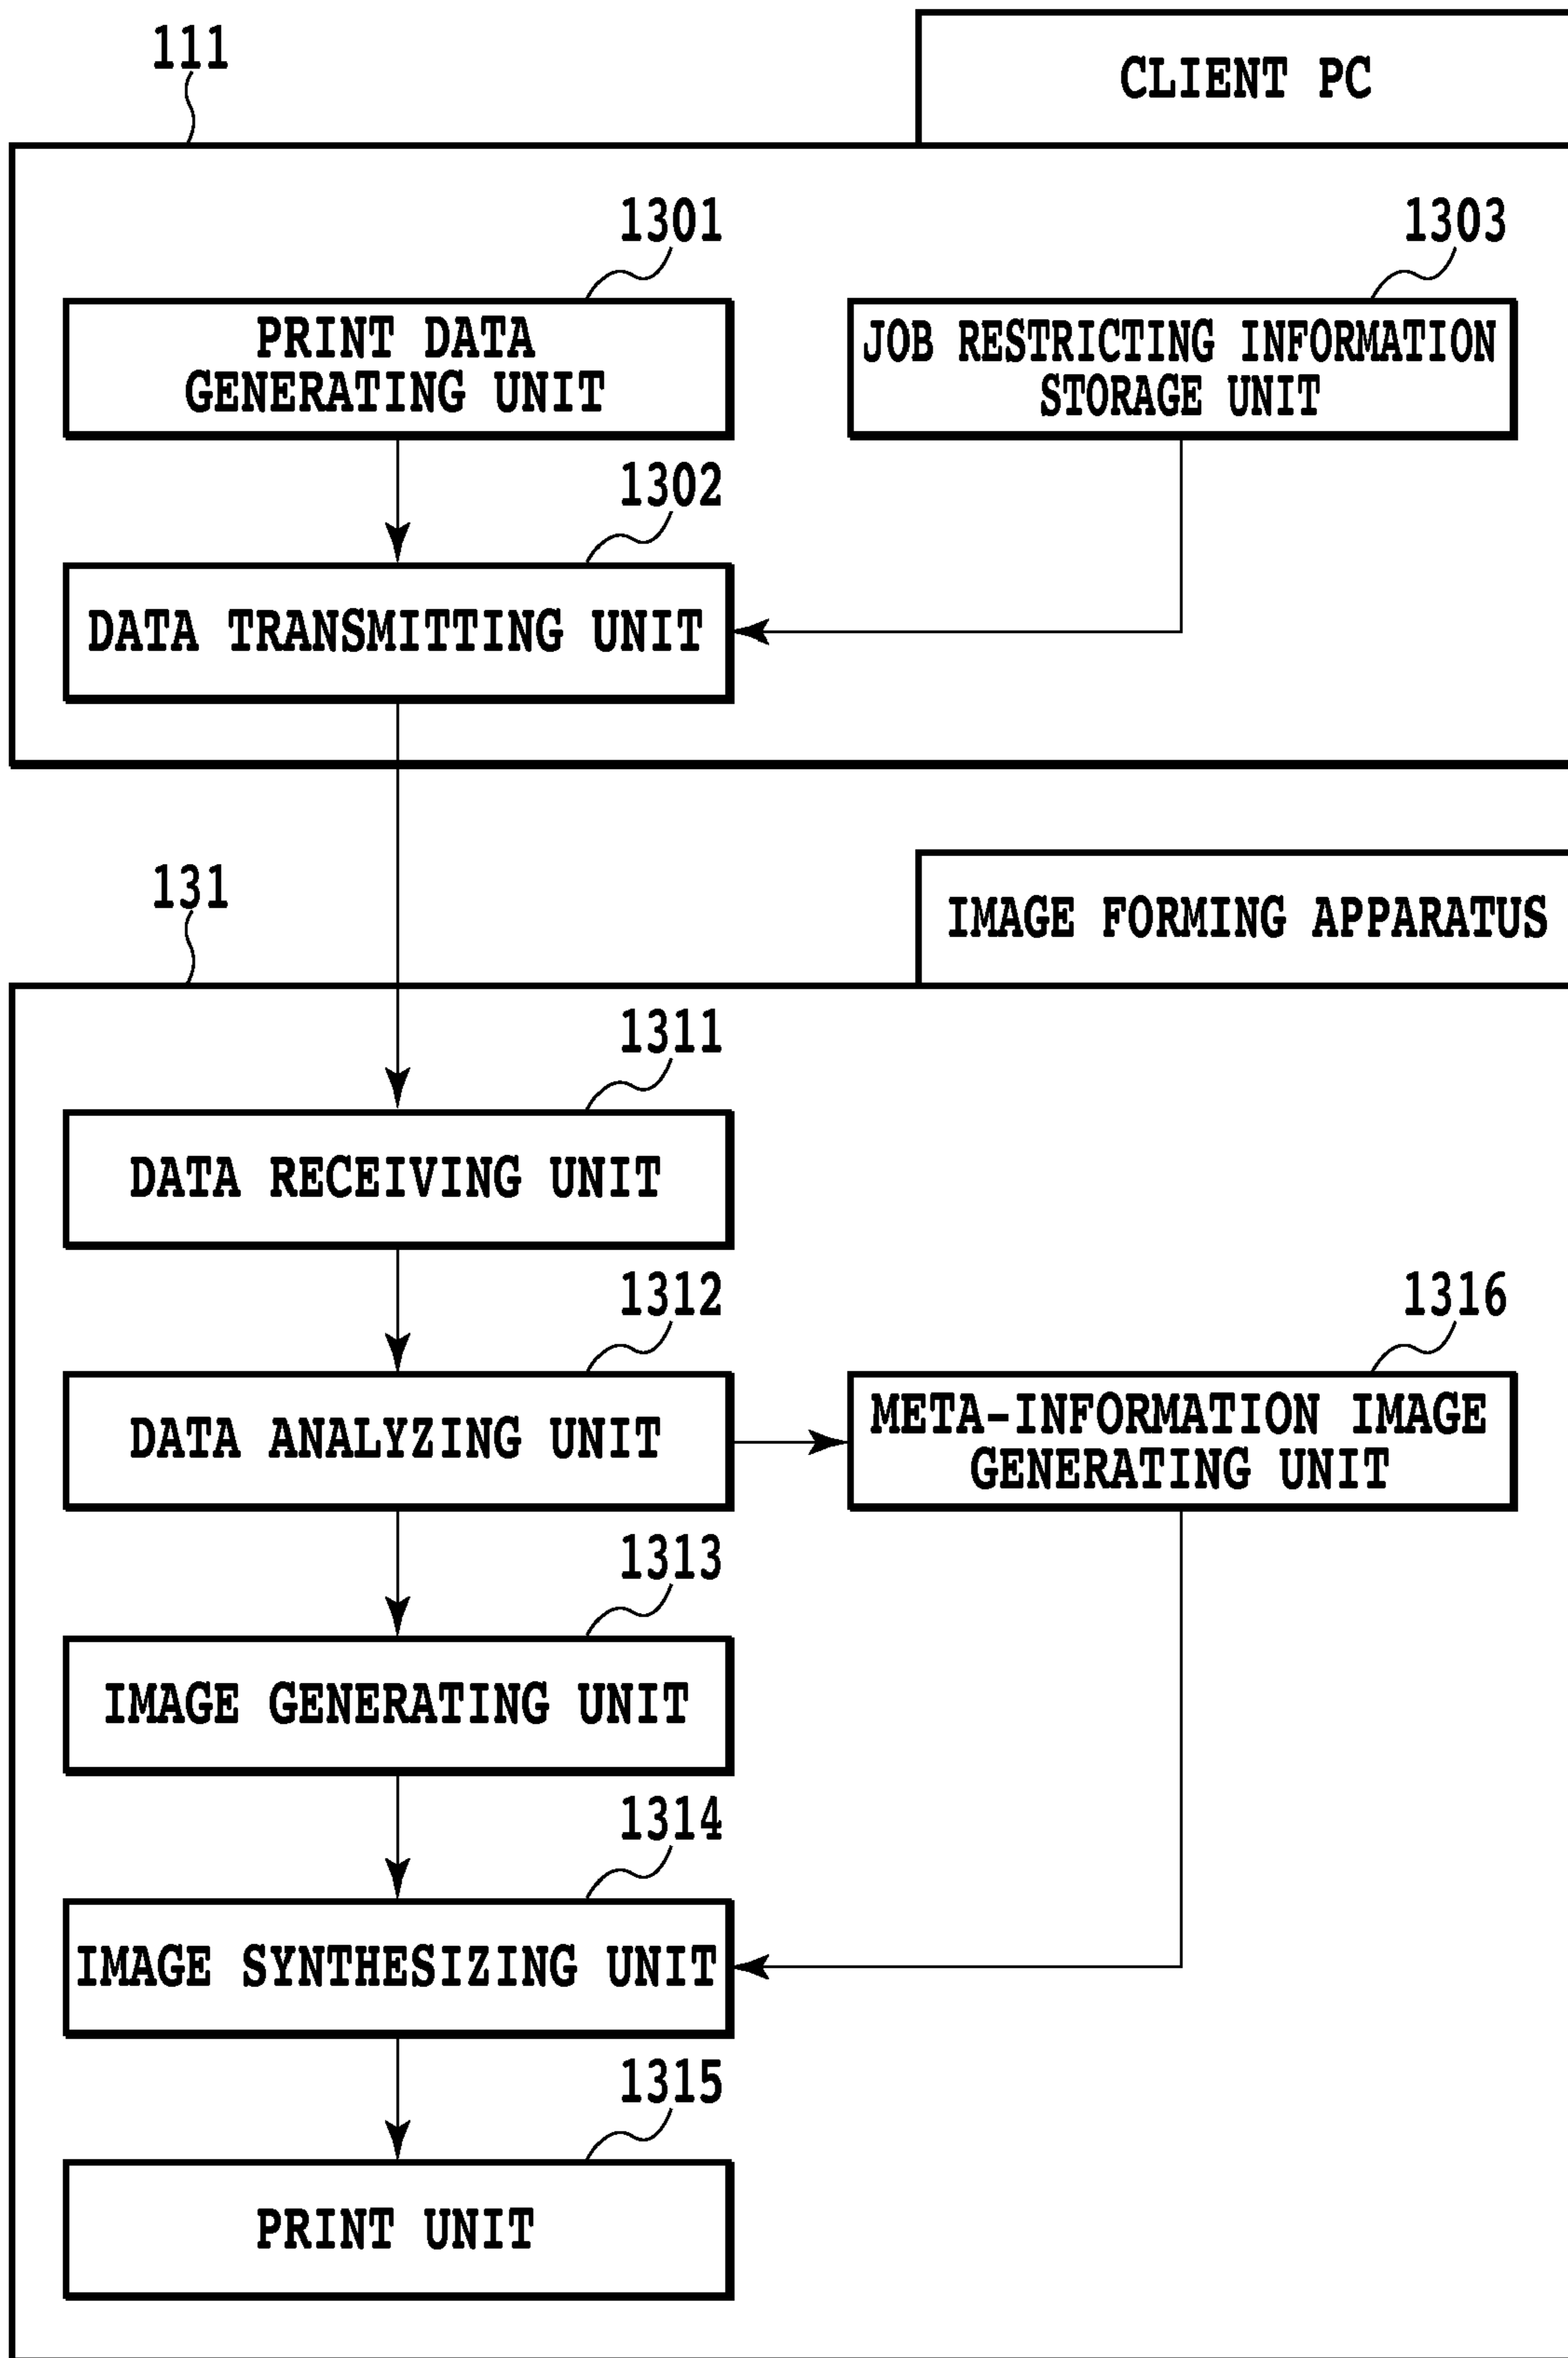 111
CLIENT PC
1301
1303
PRINT DATA
GENERATING UNIT
JOB RESTRICTING INFORMATION
STORAGE UNIT
1302
DATA TRANSMITTING UNIT
131
IMAGE FORMING APPARATUS
1311
DATA RECEIVING UNIT
1312
1316
DATA ANALYZING UNIT
META-INFORMATION IMAGE
GENERATING UNIT
1313
IMAGE GENERATING UNIT
1314
IMAGE SYNTHESIZING UNIT
1315
PRINT UNIT